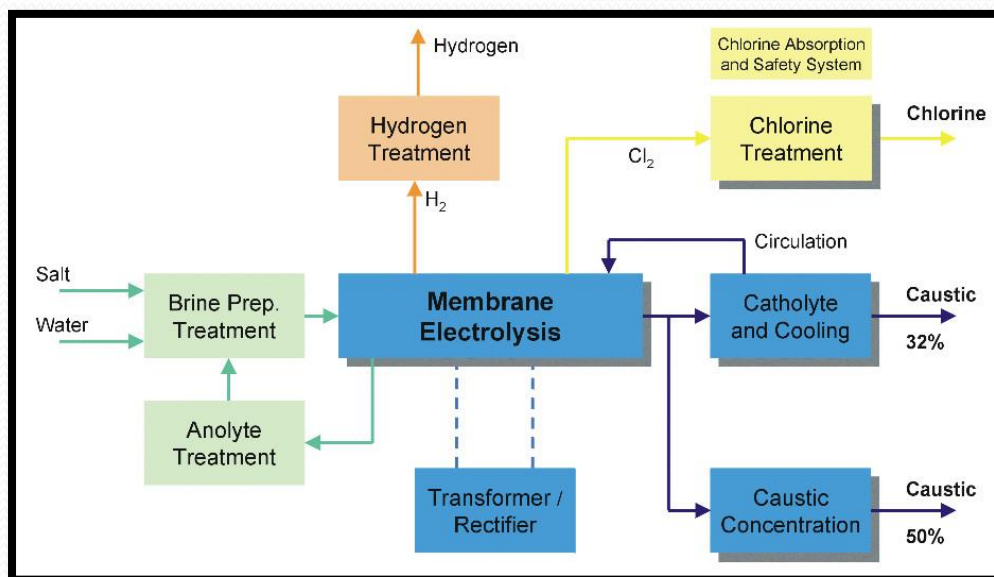 Hydrogen
Chlorine Absorption
and Safety System
Hydrogen
Treatment
Chlorine
Treatment
Chlorine
Cl₂
H₂
Circulation
Salt
Water
Brine Prep.
Treatment
Membrane
Electrolysis
Catholyte
and Cooling
Caustic
32%
Anolyte
Treatment
Transformer /
Rectifier
Caustic
Concentration
Caustic
50%